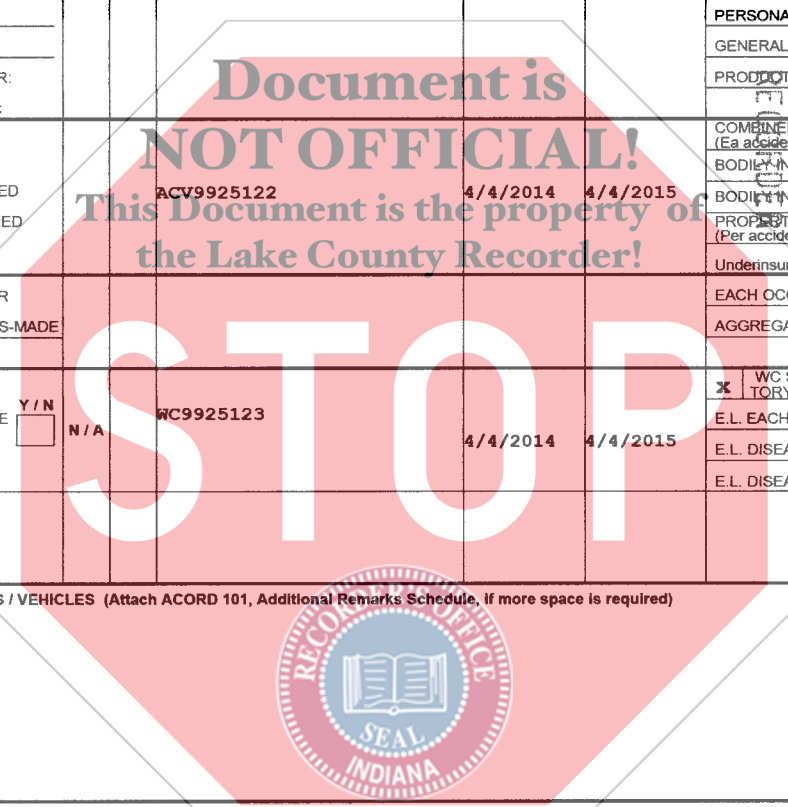 PERSONA
GENERAL
R:
PRODUCT
Document is
NOT OFFICIAL!
This Document is the property of
the Lake County Recorder!
COMBINE
(Ea accide
BODILY IN
ED
ACV9925122 4/4/2014 4/4/2015
BODILY IN
ED
PROPERT
(Per accide
Underinsu
R
EACH OC
S-MADE
AGGREGA
STOP
X WC S
TORY
Y / N
E
N / A
WC9925123
4/4/2014 4/4/2015
E.L. EACH
E.L. DISEA
E.L. DISEA
S / VEHICLES (Attach ACORD 101, Additional Remarks Schedule, if more space is required)
RECORDER'S OFFICE
SEAL
INDIANA